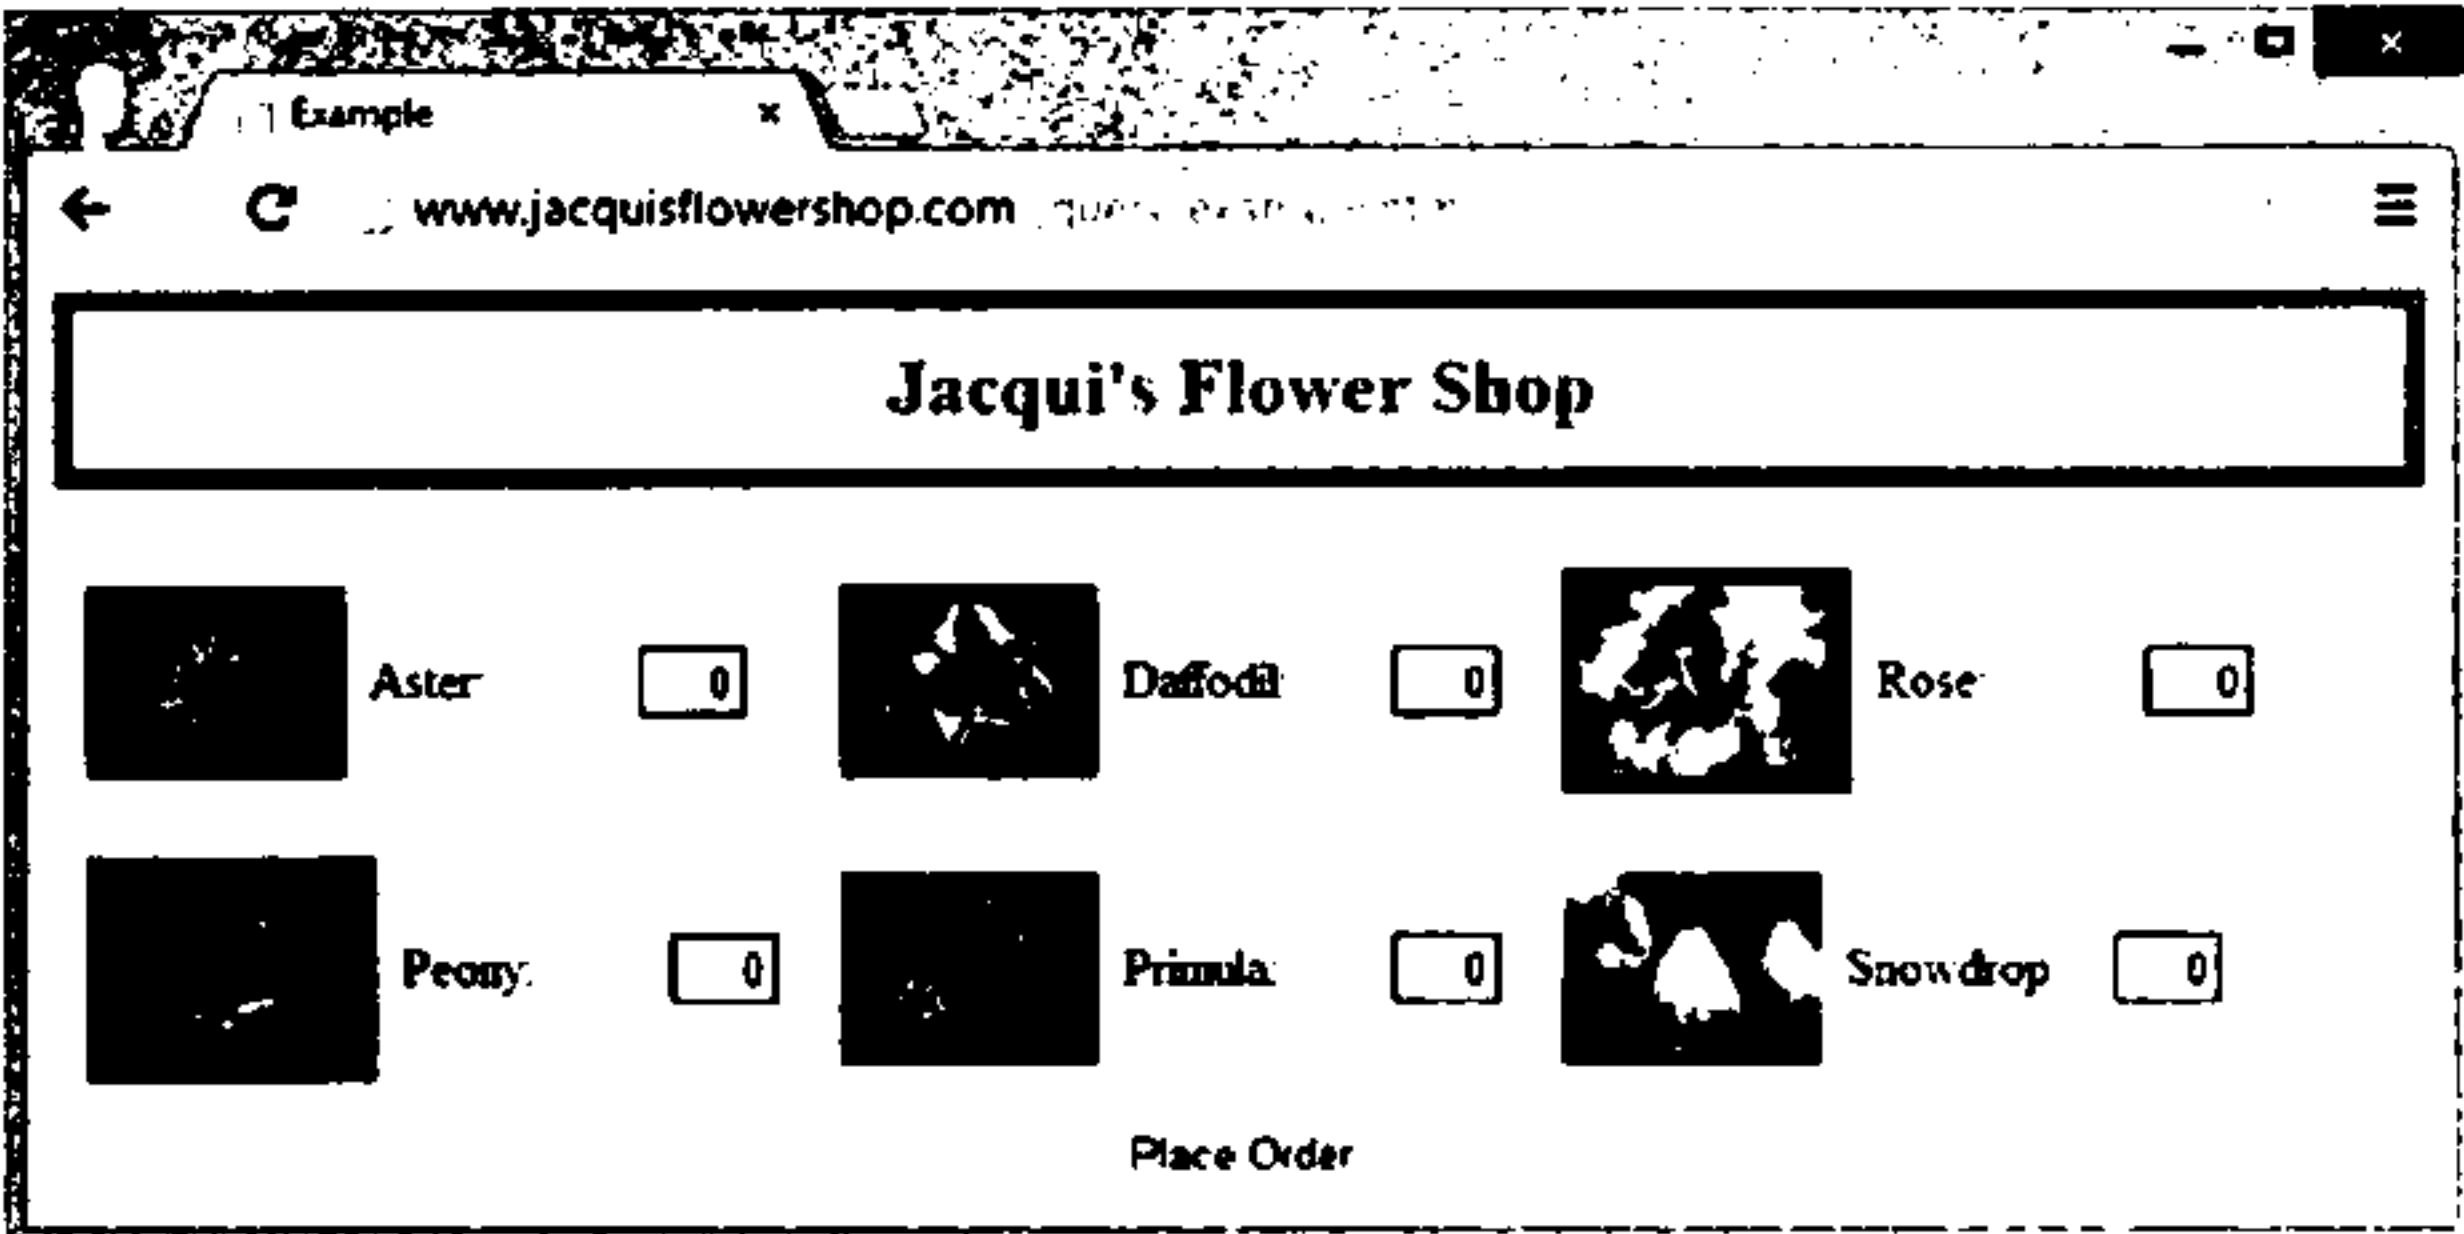 Example
www.jacquisflowershop.com
Jacqui's Flower Shop
Aster: 0 Daffodil: 0 Rose: 0
Peony: 0 Primula: 0 Snowdrop 0
Place Order